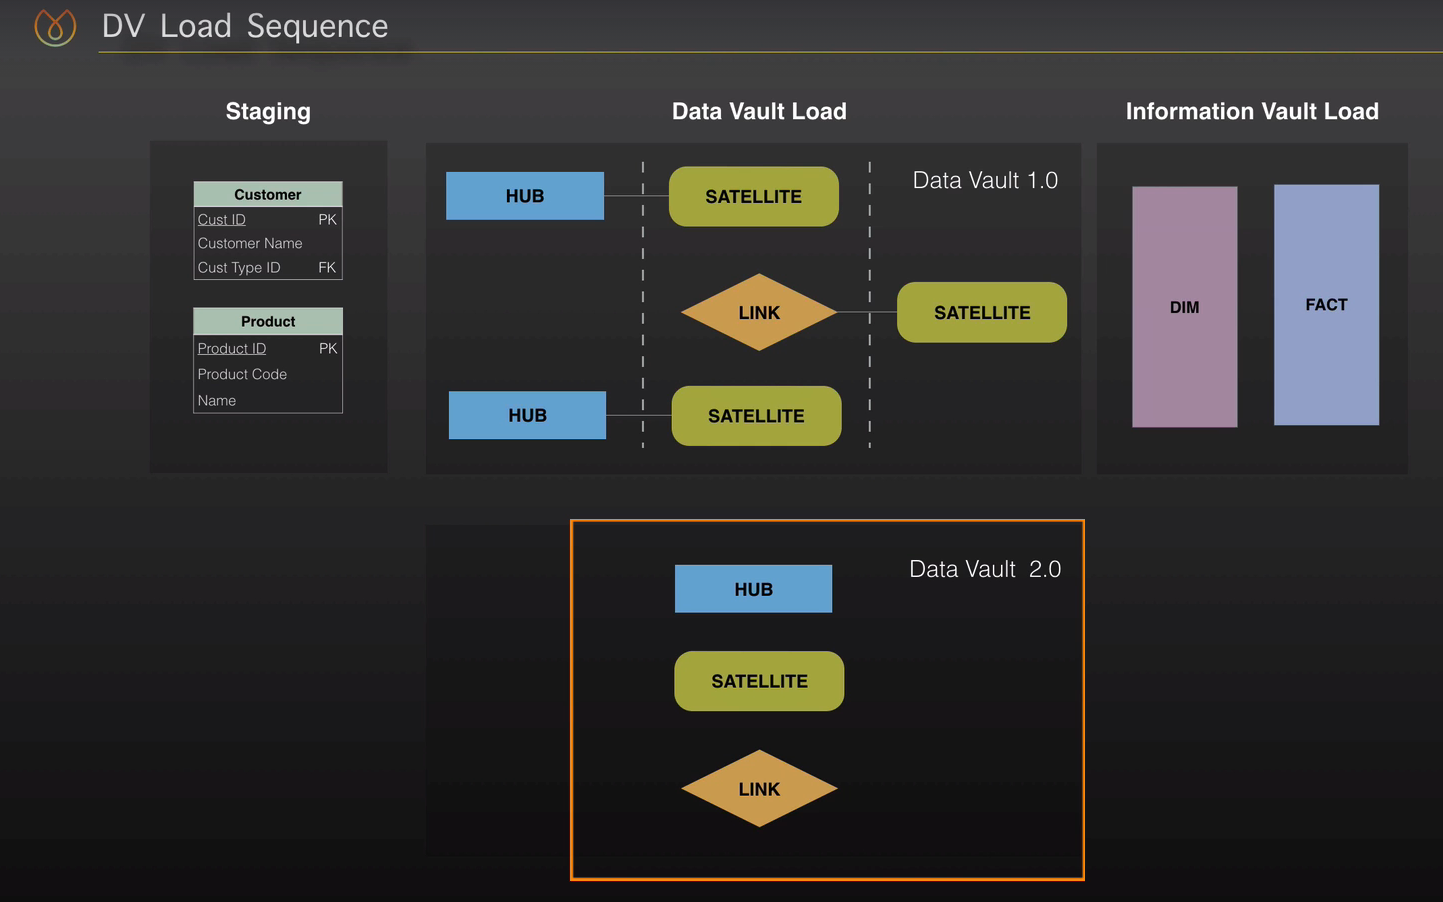 DV Load Sequence
Staging
Data Vault Load
Information Vault Load
Customer
Cust ID PK
Customer Name
Cust Type ID FK
Product
Product ID PK
Product Code
Name
Data Vault 1.0
HUB
SATELLITE
LINK
SATELLITE
HUB
SATELLITE
DIM
FACT
Data Vault 2.0
HUB
SATELLITE
LINK